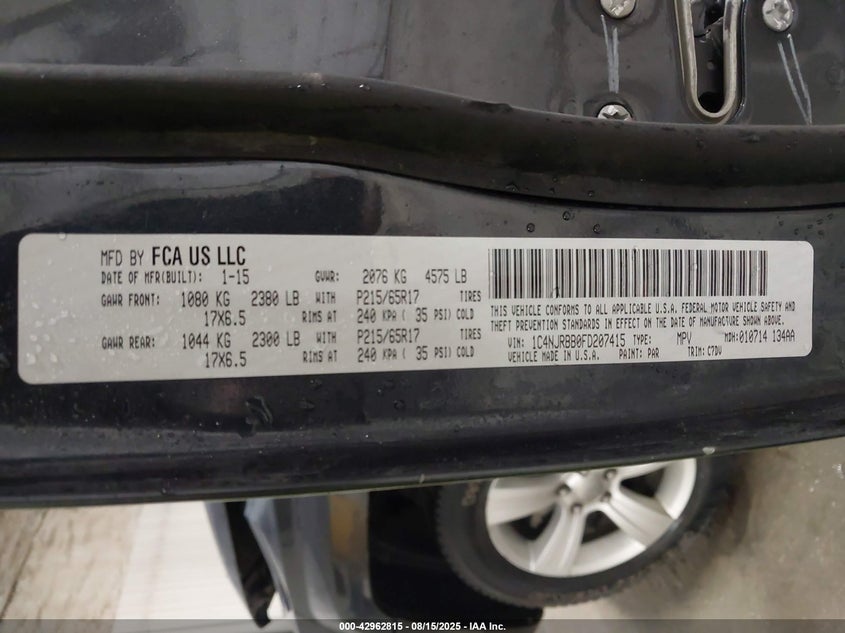 MFD BY FCA US LLC
DATE OF MFR(BUILT): 1-15 GVWR: 2076 KG 4575 LB
GAWR FRONT: 1080 KG 2380 LB WITH P215/65R17 TIRES
17X6.5 RIMS AT 240 KPA ( 35 PSI) COLD
GAWR REAR: 1044 KG 2300 LB WITH P215/65R17 TIRES
17X6.5 RIMS AT 240 KPA ( 35 PSI) COLD
THIS VEHICLE CONFORMS TO ALL APPLICABLE U.S.A. FEDERAL MOTOR VEHICLE SAFETY AND
THEFT PREVENTION STANDARDS IN EFFECT ON THE DATE OF MANUFACTURE SHOWN ABOVE.
VIN: 1C4NJRBB0FD207415 TYPE: MPV MDH:010714 134AA
VEHICLE MADE IN U.S.A. PAINT: PAR TRIM: C7DV
000-42962815 - 08/15/2025 - IAA Inc.